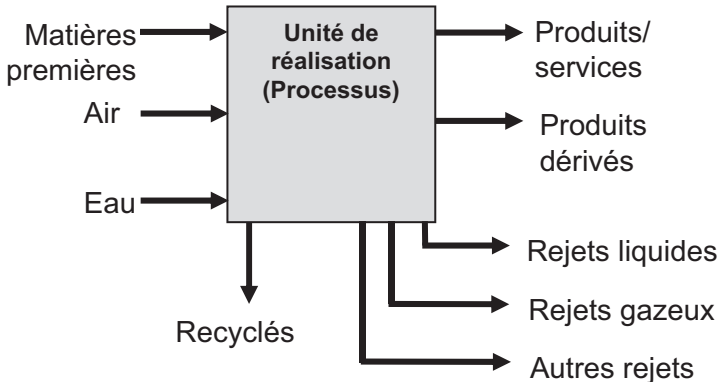 Matières
premières
Air
Eau
Unité de
réalisation
(Processus)
Produits/
services
Produits
dérivés
Rejets liquides
Rejets gazeux
Autres rejets
Recyclés